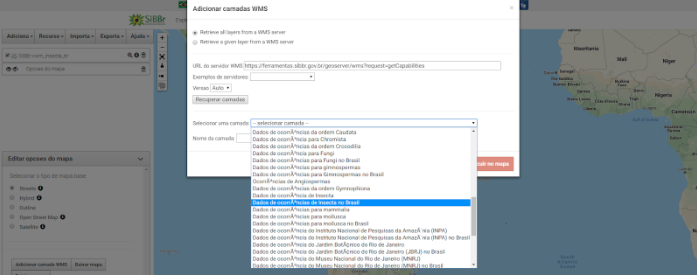 Adicionar camadas WMS
×
SiBBr
Adiciona Recurso Importa Exporta Ajuda
Retrieve all layers from a WMS server
Retrieve a given layer from a WMS server
URL do servidor WMS https://ferramentas.sibbr.gov.br/geoserver/wms?request=getCapabilities
Exemplos de servidores:
Versao Auto
Recuperar camadas
Opcoes do mapa
Selecionar uma camada -- selecionar camada --
Nome da camada
Dados de ocorrÃªncias da ordem Caudata
Dados de ocorrÃªncias para Chromista
Dados de ocorrÃªncias da ordem Crocodilia
Dados de ocorrÃªncias para Fungi
Dados de ocorrÃªncias para Fungi no Brasil
Dados de ocorrÃªncias para gimnospermas
Dados de ocorrÃªncias para Gimnospermas no Brasil
OcorrÃªncias de Angiospermas
Dados de ocorrÃªncias da ordem Gymnophiona
Dados de ocorrÃªncias de Insecta
Dados de ocorrÃªncias de Insecta no Brasil
Dados de ocorrÃªncias para mammalia
Dados de ocorrÃªncias para mollusca
Dados de ocorrÃªncias para mollusca no Brasil
Dados de ocorrÃªncias do Instituto Nacional de Pesquisas da AmazÃ´nia (INPA)
Dados de ocorrÃªncias do Instituto Nacional de Pesquisas da AmazÃ´nia (INPA) no Brasil
Dados de ocorrÃªncias do Jardim BotÃ¢nico do Rio de Janeiro
Dados de ocorrÃªncias do Jardim BotÃ¢nico do Rio de Janeiro (JBRJ) no Brasil
Dados de ocorrÃªncias do Museu Nacional do Rio de Janeiro (MNRJ)
Dados de ocorrÃªncias do Museu Nacional do Rio de Janeiro (MNRJ) no Brasil
Editor opcoes do mapa
Selecionar o tipo de mapa base.
Streets
Hybrid
Outline
Open Street Map
Satellite
Adicionar camada WMS Baixar mapa
Mauritania
Mali
Niger
Nigeria